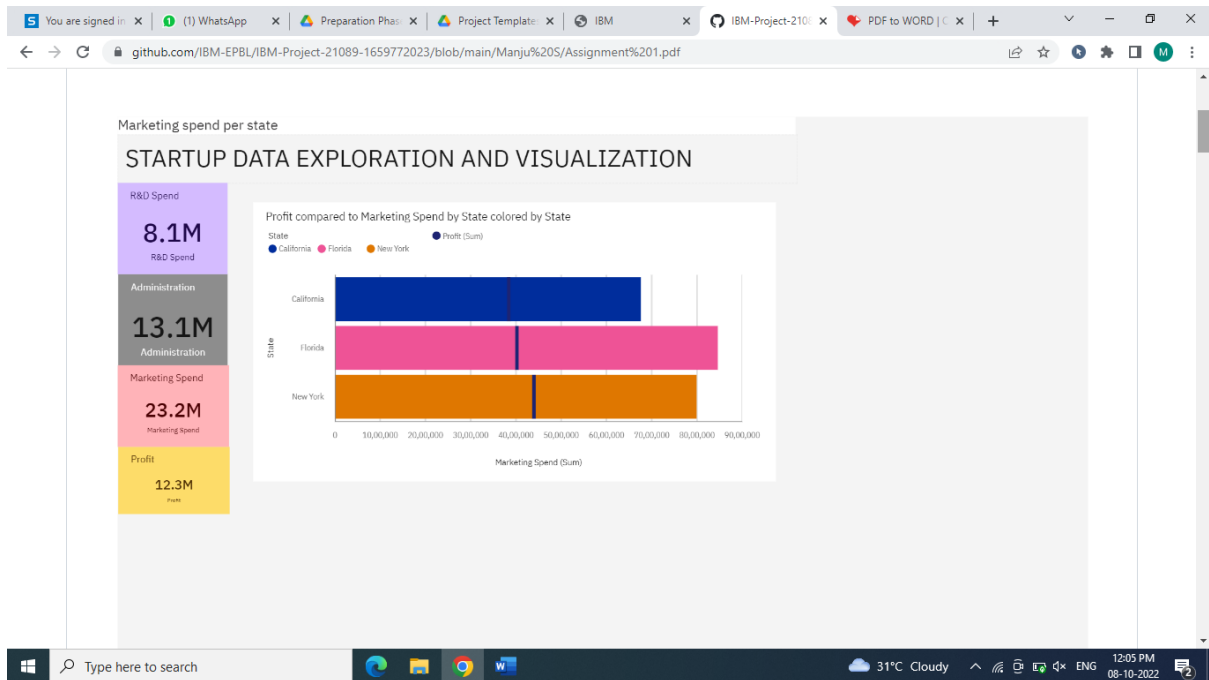 You are signed in
(1) WhatsApp
Preparation Phas
Project Template
IBM
IBM-Project-210
PDF to WORD |
github.com/IBM-EPBL/IBM-Project-21089-1659772023/blob/main/Manju%20S/Assignment%201.pdf
M
Marketing spend per state
STARTUP DATA EXPLORATION AND VISUALIZATION
R&D Spend
8.1M
R&D Spend
Administration
13.1M
Administration
Marketing Spend
23.2M
Marketing Spend
Profit
12.3M
Profit
Profit compared to Marketing Spend by State colored by State
State
California Florida New York
Profit (Sum)
State
California
Florida
New York
0 10,00,000 20,00,000 30,00,000 40,00,000 50,00,000 60,00,000 70,00,000 80,00,000 90,00,000
Marketing Spend (Sum)
Type here to search
31°C Cloudy
ENG
12:05 PM
08-10-2022
2